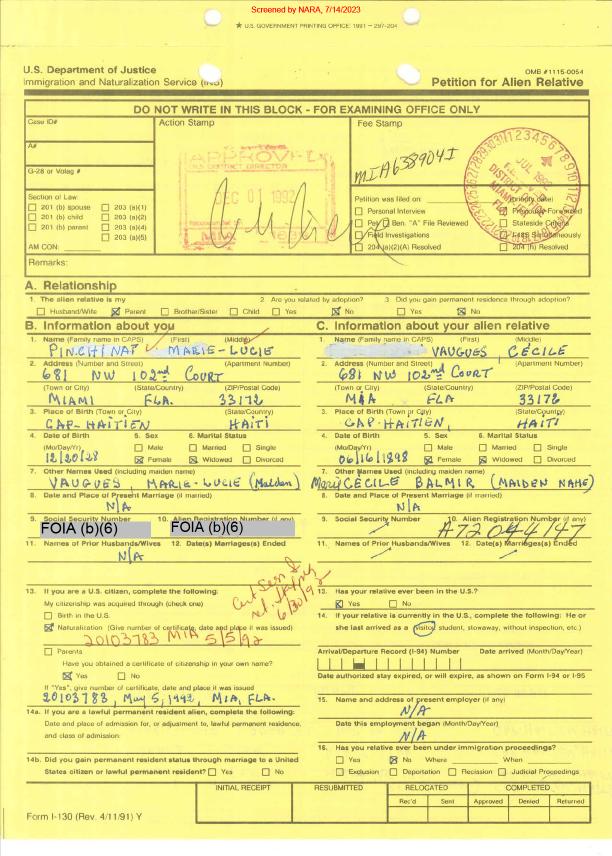 Screened by NARA, 7/14/2023
★ U.S. GOVERNMENT PRINTING OFFICE: 1991 — 297-204
U.S. Department of Justice
Immigration and Naturalization Service (INS)
OMB #1115-0054
Petition for Alien Relative
DO NOT WRITE IN THIS BLOCK - FOR EXAMINING OFFICE ONLY
Case ID#
Action Stamp
Fee Stamp
A#
G-28 or Volag #
APPROVED
DEC 01 1992
MIA638904I
Section of Law:
201 (b) spouse 203 (a)(1)
201 (b) child 203 (a)(2)
201 (b) parent 203 (a)(4)
203 (a)(5)
AM CON:
Petition was filed on: (priority date)
Personal Interview Previously Forwarded
Pet./ Ben. "A" File Reviewed Stateside Criteria
Field Investigations I-485 Simultaneously
204 (a)(2)(A) Resolved 204 (h) Resolved
Remarks:
A. Relationship
1. The alien relative is my 2. Are you related by adoption? 3. Did you gain permanent residence through adoption?
Husband/Wife Parent Brother/Sister Child Yes No Yes No
B. Information about you
1. Name (Family name in CAPS) (First) (Middle)
PINCHINAT MARIE-LUCIE
2. Address (Number and Street) (Apartment Number)
681 NW 102nd COURT
(Town or City) (State/Country) (ZIP/Postal Code)
MIAMI FLA. 33172
3. Place of Birth (Town or City) (State/Country)
CAP-HAITIEN HAITI
4. Date of Birth 5. Sex 6. Marital Status
(Mo/Day/Yr) Male Married Single
12/20/28 Female Widowed Divorced
7. Other Names Used (including maiden name)
VAUGUES, MARIE-LUCIE (Maiden)
8. Date and Place of Present Marriage (if married)
N/A
9. Social Security Number 10. Alien Registration Number (if any)
FOIA (b)(6) FOIA (b)(6)
11. Names of Prior Husbands/Wives 12. Date(s) Marriages(s) Ended
N/A
13. If you are a U.S. citizen, complete the following:
My citizenship was acquired through (check one)
Birth in the U.S.
Naturalization (Give number of certificate, date and place it was issued)
20103783 MIA 5/5/92
6/30/92
Parents
Have you obtained a certificate of citizenship in your own name?
Yes No
If "Yes", give number of certificate, date and place it was issued
20103783, May 5, 1992, MIA, FLA.
14a. If you are a lawful permanent resident alien, complete the following:
Date and place of admission for, or adjustment to, lawful permanent residence,
and class of admission:
14b. Did you gain permanent resident status through marriage to a United
States citizen or lawful permanent resident? Yes No
C. Information about your alien relative
1. Name (Family name in CAPS) (First) (Middle)
VAUGUES, CÉCILE
2. Address (Number and Street) (Apartment Number)
681 NW 102nd COURT
(Town or City) (State/Country) (ZIP/Postal Code)
MIA FLA 33172
3. Place of Birth (Town or City) (State/Country)
CAP-HAITIEN, HAITI
4. Date of Birth 5. Sex 6. Marital Status
(Mo/Day/Yr) Male Married Single
06/16/1898 Female Widowed Divorced
7. Other Names Used (including maiden name)
CECILE BALMIR (MAIDEN NAME)
8. Date and Place of Present Marriage (if married)
N/A
9. Social Security Number 10. Alien Registration Number (if any)
A72044147
11. Names of Prior Husbands/Wives 12. Date(s) Marriages(s) Ended
13. Has your relative ever been in the U.S.?
Yes No
14. If your relative is currently in the U.S., complete the following: He or
she last arrived as a (visitor, student, stowaway, without inspection, etc.)
Arrival/Departure Record (I-94) Number Date arrived (Month/Day/Year)
Date authorized stay expired, or will expire, as shown on Form I-94 or I-95
15. Name and address of present employer (if any)
N/A
Date this employment began (Month/Day/Year)
N/A
16. Has your relative ever been under immigration proceedings?
Yes No Where When
Exclusion Deportation Recission Judicial Proceedings
INITIAL RECEIPT RESUBMITTED RELOCATED COMPLETED
Rec'd Sent Approved Denied Returned
Form I-130 (Rev. 4/11/91) Y